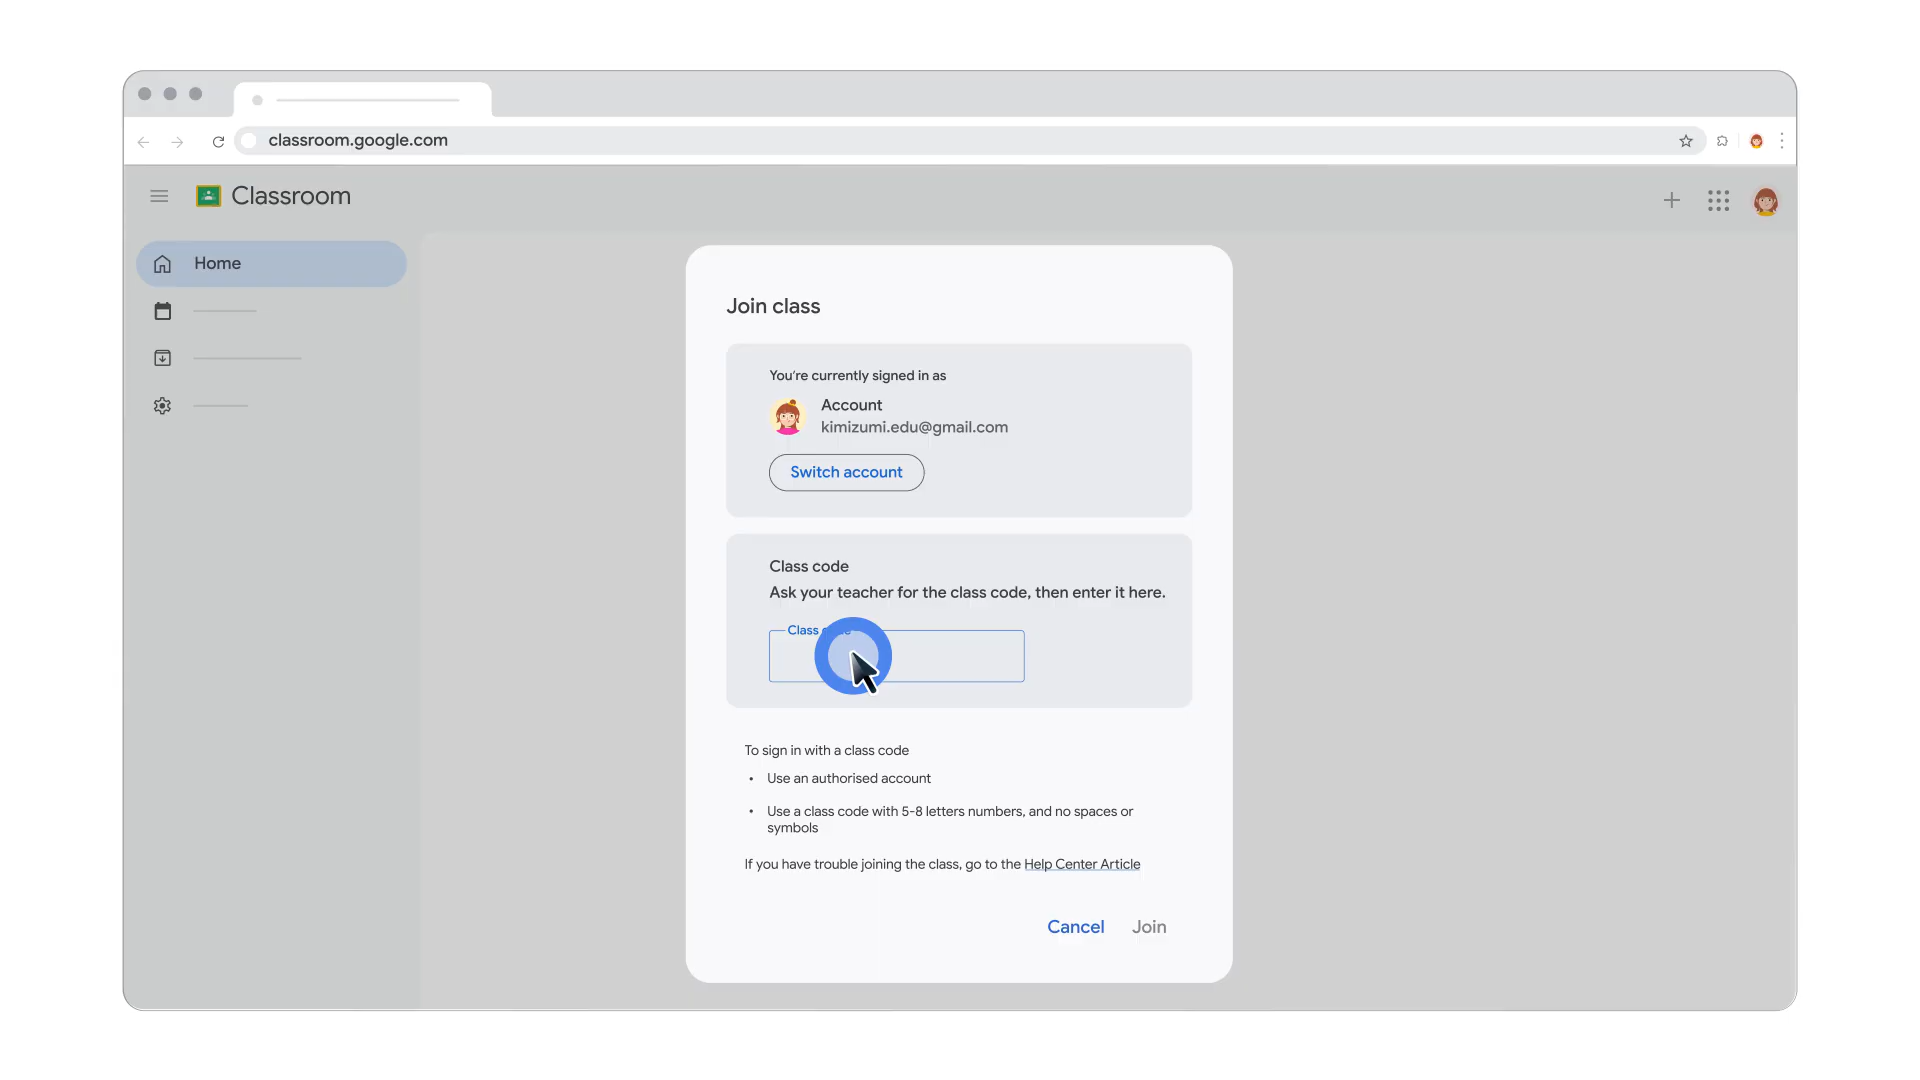 classroom.google.com
Classroom
Home
Join class
You're currently signed in as
Account
kimizumi.edu@gmail.com
Switch account
Class code
Ask your teacher for the class code, then enter it here.
Class
To sign in with a class code
• Use an authorised account
• Use a class code with 5-8 letters numbers, and no spaces or
symbols
If you have trouble joining the class, go to the Help Center Article
Cancel Join